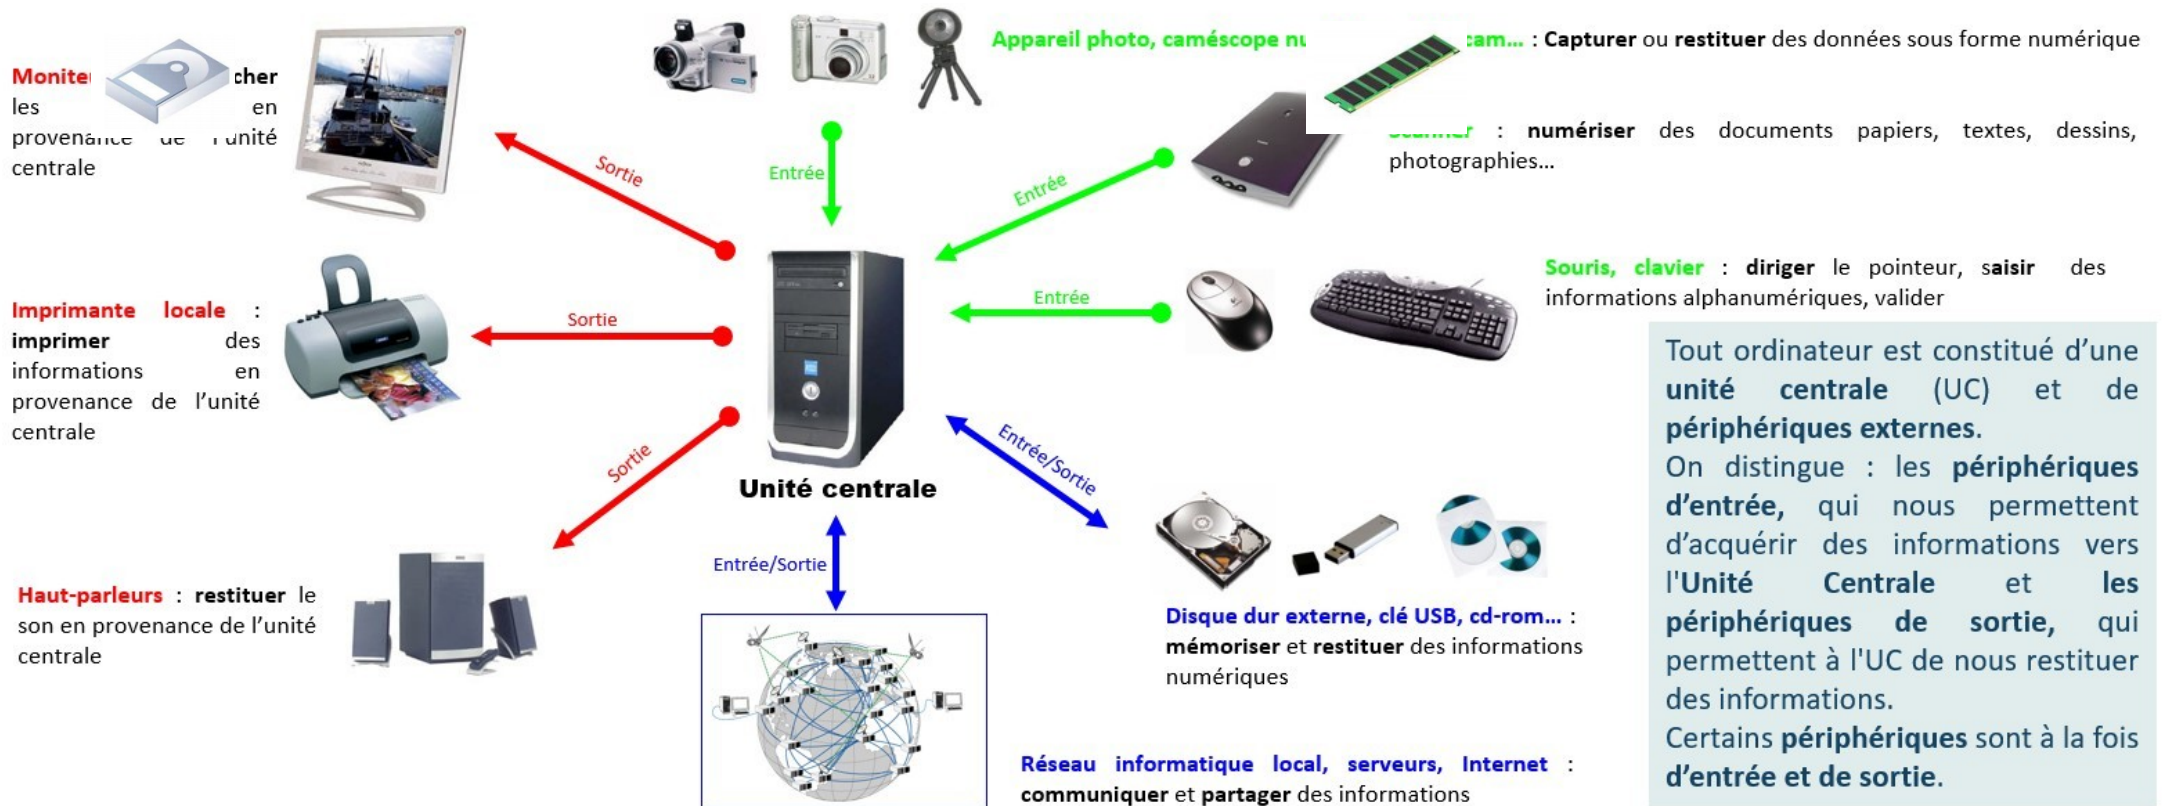 Appareil photo, caméscope cam... : Capturer ou restituer des données sous forme numérique
cher
les en
provenance de l'unité
centrale
Sortie
Entrée
Entrée
: numériser des documents papiers, textes, dessins,
photographies...
Imprimante locale :
imprimer des
informations en
provenance de l'unité
centrale
Sortie
Entrée
Souris, clavier : diriger le pointeur, saisir des
informations alphanumériques, valider
Sortie
Unité centrale
Entrée/Sortie
Entrée/Sortie
Haut-parleurs : restituer le
son en provenance de l'unité
centrale
Disque dur externe, clé USB, cd-rom... :
mémoriser et restituer des informations
numériques
Réseau informatique local, serveurs, Internet :
communiquer et partager des informations
Tout ordinateur est constitué d'une
unité centrale (UC) et de
périphériques externes.
On distingue : les périphériques
d'entrée, qui nous permettent
d'acquérir des informations vers
l'Unité Centrale et les
périphériques de sortie, qui
permettent à l'UC de nous restituer
des informations.
Certains périphériques sont à la fois
d'entrée et de sortie.